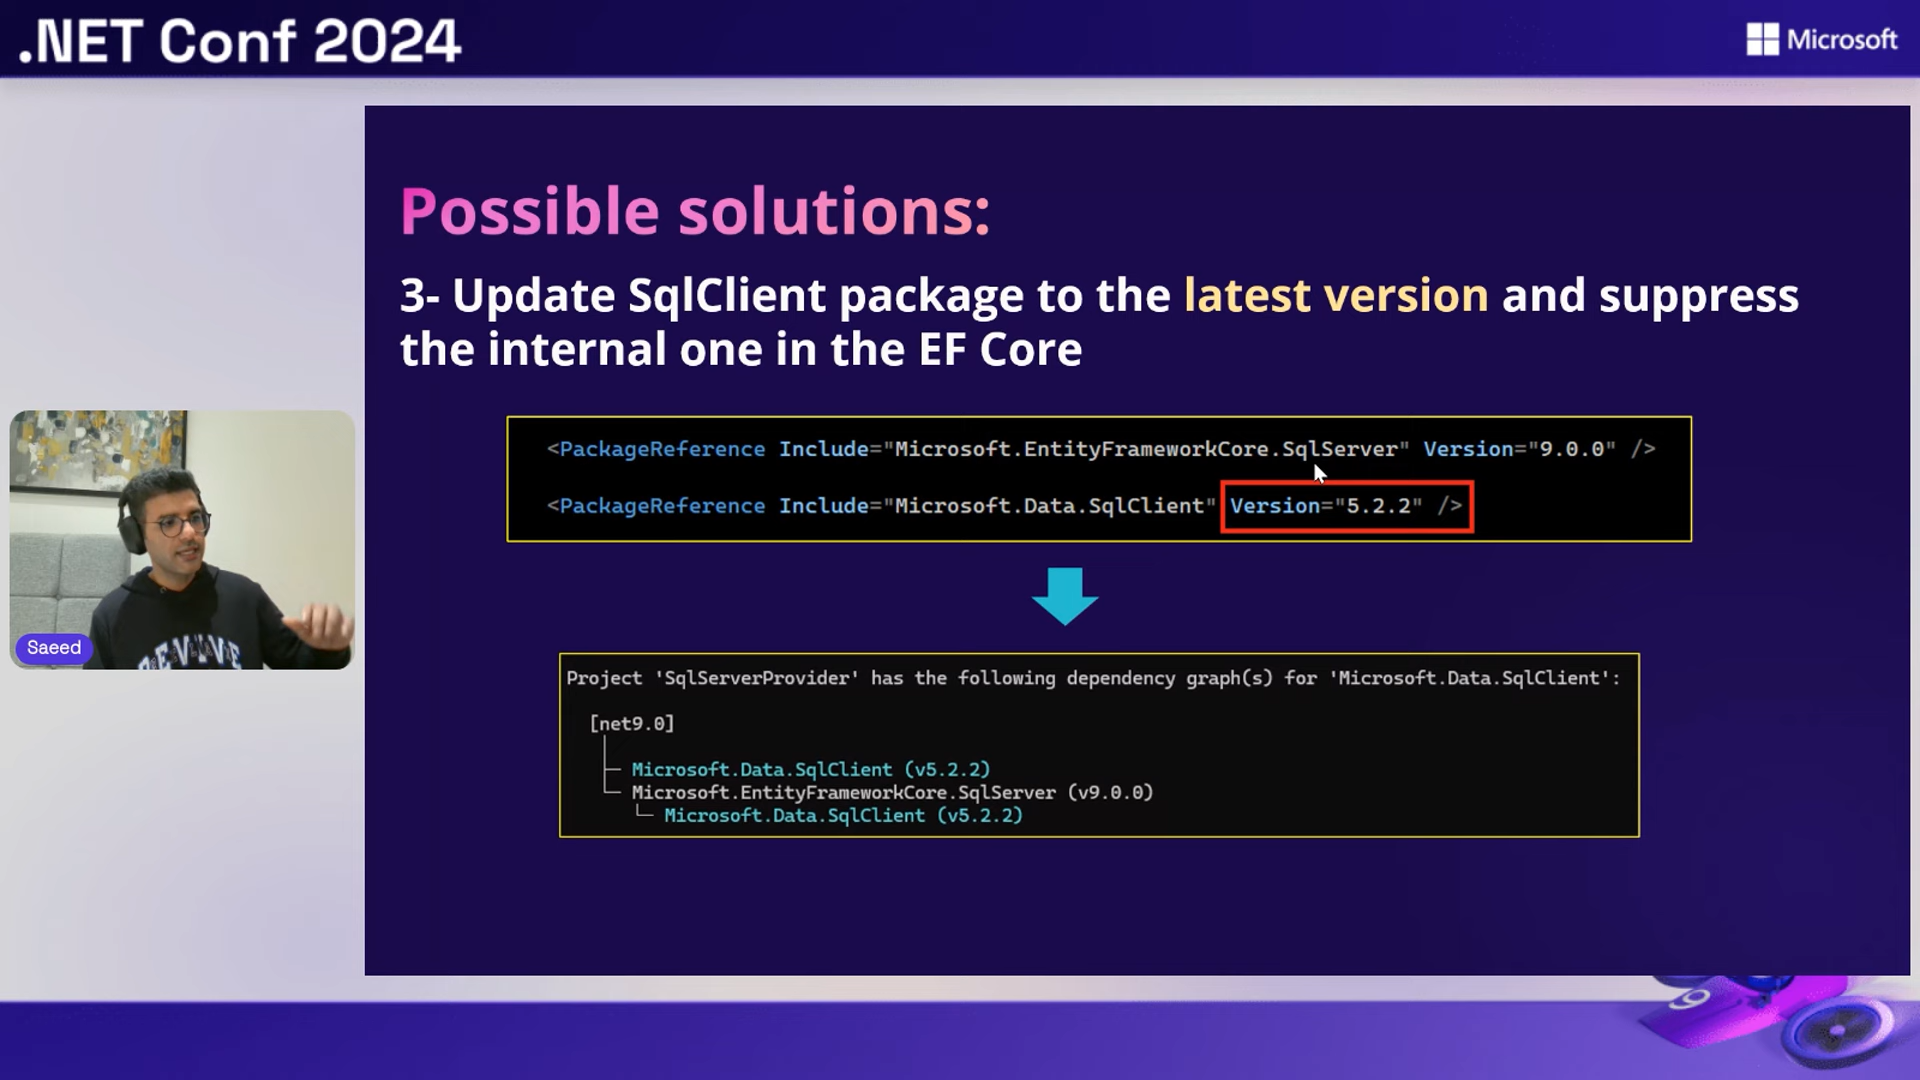 .NET Conf 2024
Microsoft
Possible solutions:
3- Update SqlClient package to the latest version and suppress
the internal one in the EF Core
<PackageReference Include="Microsoft.EntityFrameworkCore.SqlServer" Version="9.0.0" />
<PackageReference Include="Microsoft.Data.SqlClient" Version="5.2.2" />
Project 'SqlServerProvider' has the following dependency graph(s) for 'Microsoft.Data.SqlClient':
[net9.0]
Microsoft.Data.SqlClient (v5.2.2)
Microsoft.EntityFrameworkCore.SqlServer (v9.0.0)
Microsoft.Data.SqlClient (v5.2.2)
Saeed
9